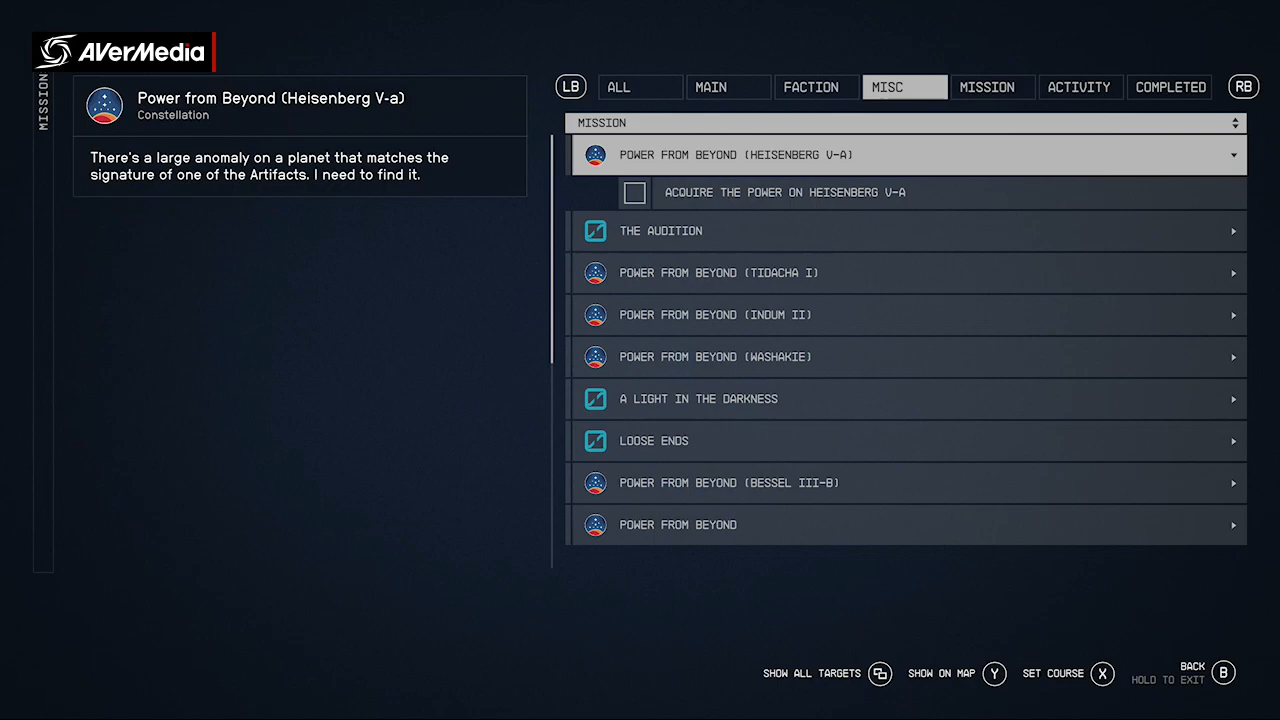 AVerMedia
MISSION
Power from Beyond (Heisenberg V-a)
Constellation
There's a large anomaly on a planet that matches the
signature of one of the Artifacts. I need to find it.
LB ALL MAIN FACTION MISC MISSION ACTIVITY COMPLETED RB
MISSION
POWER FROM BEYOND (HEISENBERG V-A)
ACQUIRE THE POWER ON HEISENBERG V-A
THE AUDITION
POWER FROM BEYOND (TIDACHA I)
POWER FROM BEYOND (INDUM II)
POWER FROM BEYOND (WASHAKIE)
A LIGHT IN THE DARKNESS
LOOSE ENDS
POWER FROM BEYOND (BESSEL III-B)
POWER FROM BEYOND
SHOW ALL TARGETS SHOW ON MAP Y SET COURSE X BACK B
HOLD TO EXIT